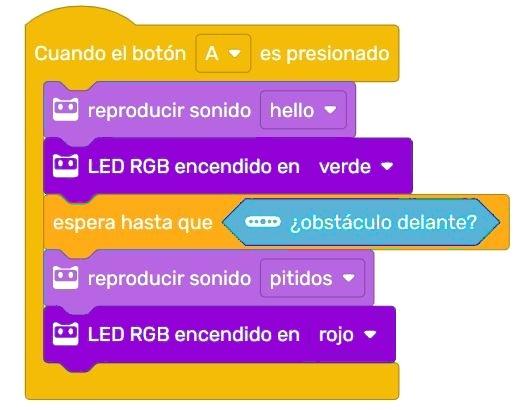 Cuando el botón A es presionado
reproducir sonido hello
LED RGB encendido en verde
espera hasta que ¿obstáculo delante?
reproducir sonido pitidos
LED RGB encendido en rojo